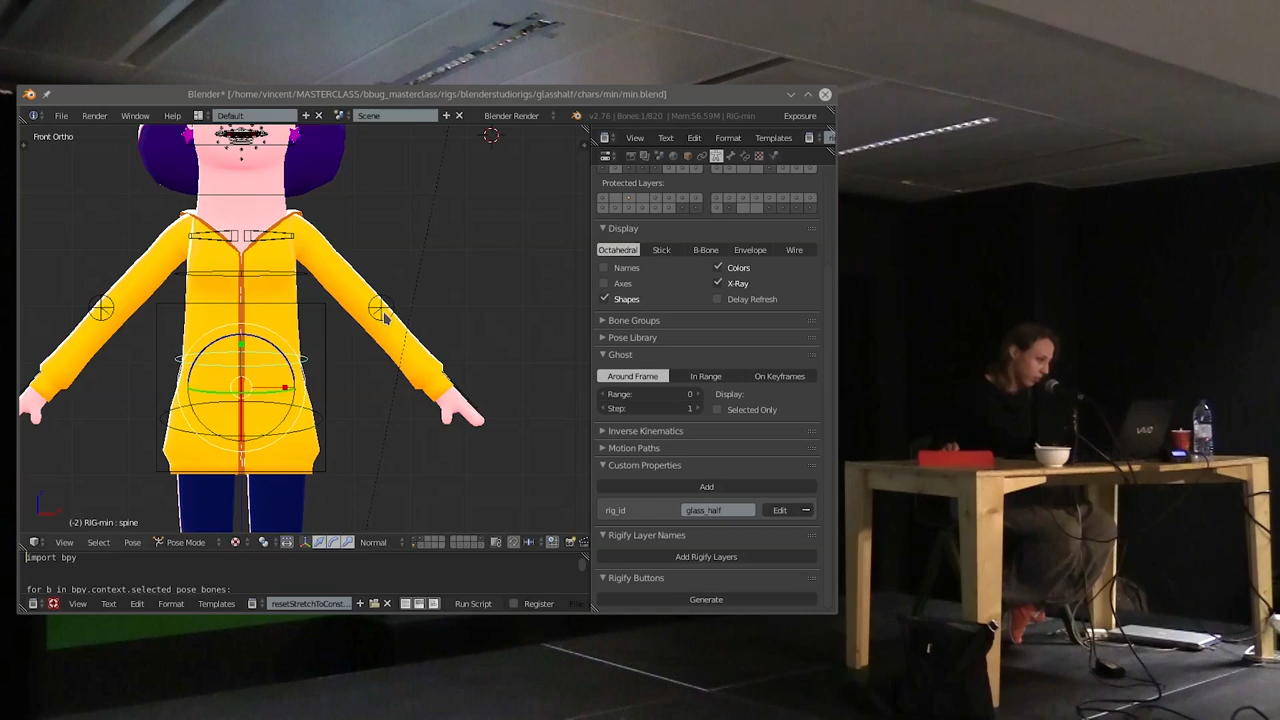 Blender* [/home/vincent/MASTERCLASS/bbug_masterclass/rigs/blenderstudiorigs/glasshalf/chars/min/min.blend]
File Render Window Help Default Scene Blender Render v2.76 | Bones:1/820 | Mem:56.59M | RIG-min Exposure
Front Ortho
View Text Edit Format Templates
Protected Layers:
Display
Octahedral Stick B-Bone Envelope Wire
Names Colors
Axes X-Ray
Shapes Delay Refresh
Bone Groups
Pose Library
Ghost
Around Frame In Range On Keyframes
Range: 0 Display:
Step: 1 Selected Only
Inverse Kinematics
Motion Paths
Custom Properties
Add
rig_id glass_half Edit
Rigify Layer Names
Add Rigify Layers
Rigify Buttons
Generate
(-2) RIG-min : spine
View Select Pose Pose Mode Normal
import bpy
for b in bpy.context.selected_pose_bones:
View Text Edit Format Templates resetStretchToConst... Run Script Register
VAIO